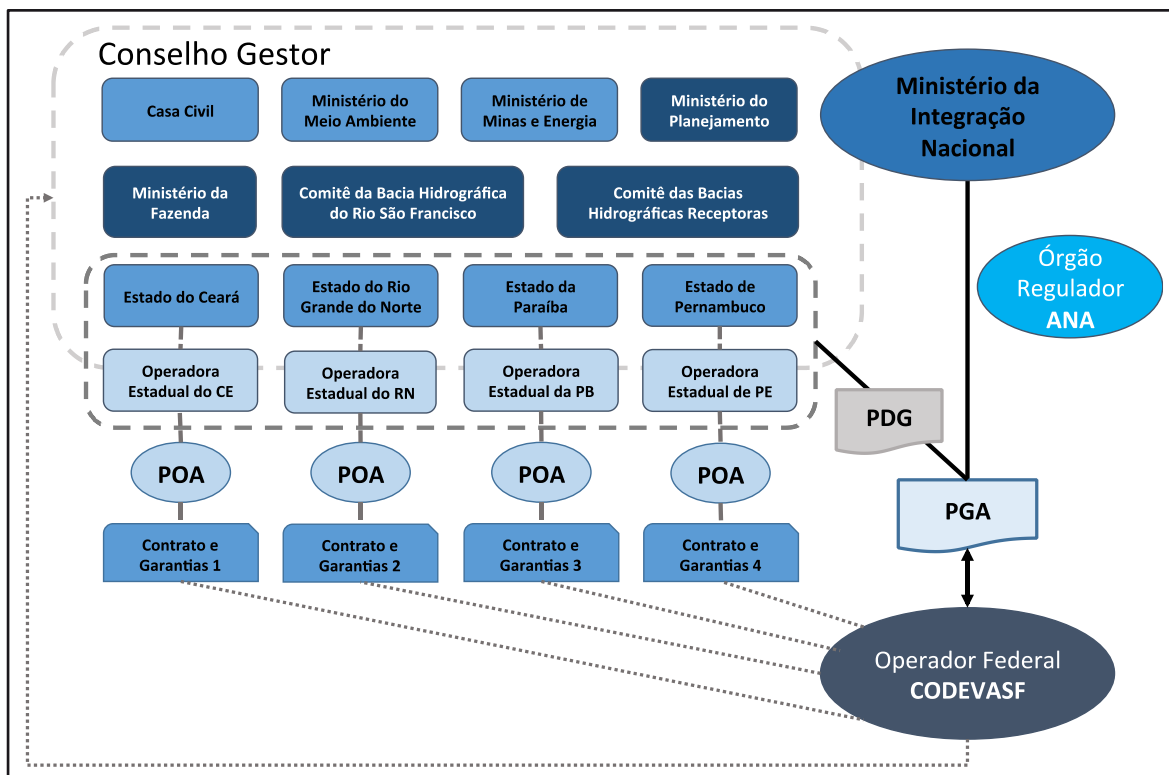 Conselho Gestor
Casa Civil
Ministério do
Meio Ambiente
Ministério de
Minas e Energia
Ministério do
Planejamento
Ministério da
Integração
Nacional
Ministério da
Fazenda
Comitê da Bacia Hidrográfica
do Rio São Francisco
Comitê das Bacias
Hidrográficas Receptoras
Órgão
Regulador
ANA
Estado do Ceará
Estado do Rio
Grande do Norte
Estado da
Paraíba
Estado de
Pernambuco
Operadora
Estadual do CE
Operadora
Estadual do RN
Operadora
Estadual da PB
Operadora
Estadual de PE
PDG
POA
POA
POA
POA
PGA
Contrato e
Garantias 1
Contrato e
Garantias 2
Contrato e
Garantias 3
Contrato e
Garantias 4
Operador Federal
CODEVASF